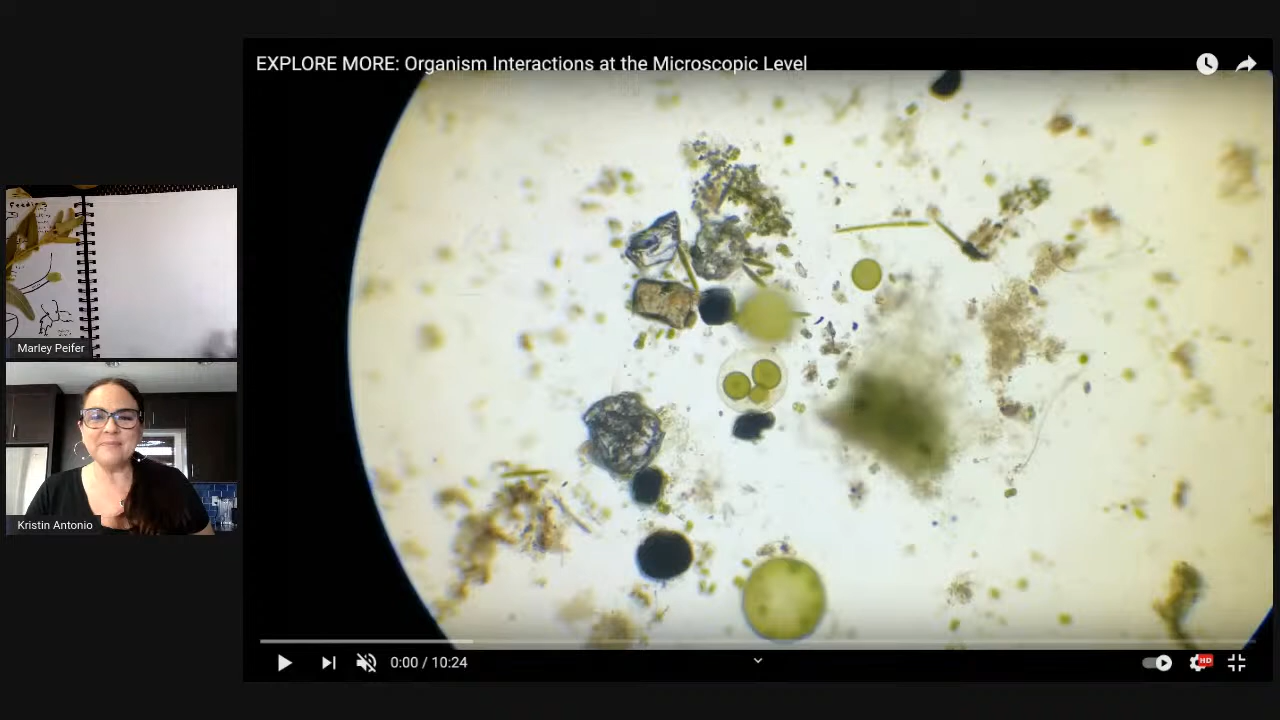 EXPLORE MORE: Organism Interactions at the Microscopic Level
Marley Peifer
Kristin Antonio
0:00 / 10:24
HD